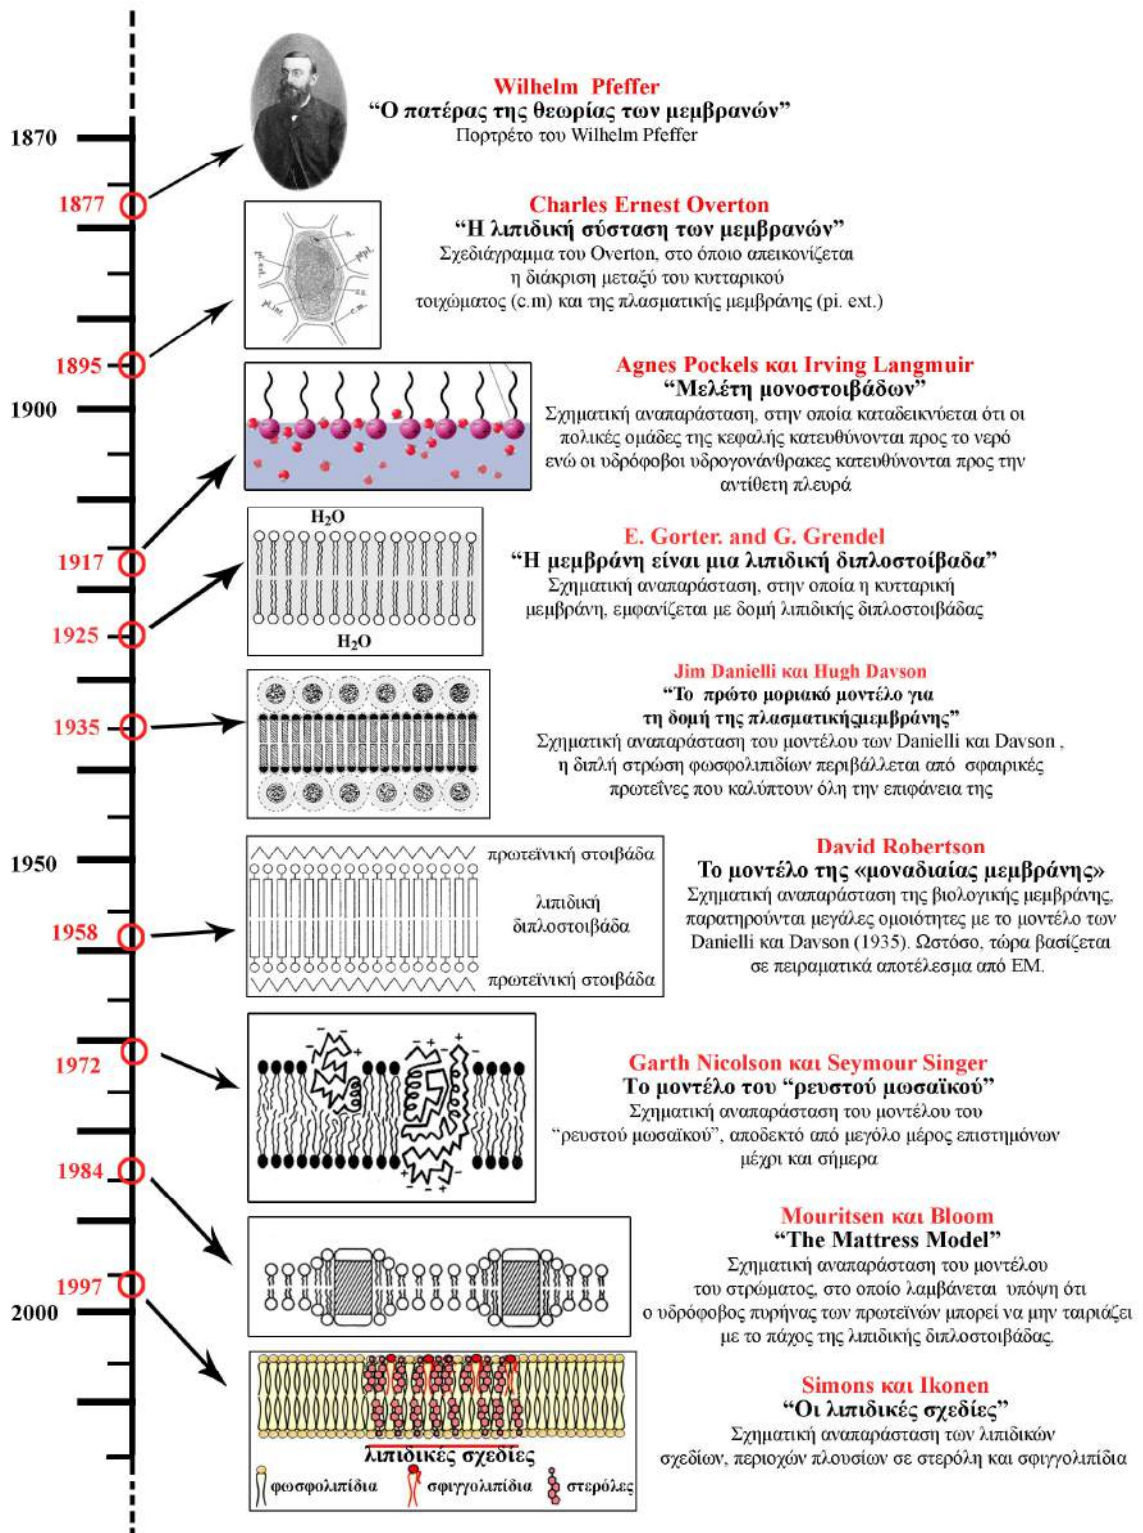 1870
Wilhelm Pfeffer
“Ο πατέρας της θεωρίας των μεμβρανών”
Πορτρέτο του Wilhelm Pfeffer
1877
Charles Ernest Overton
“Η λιπιδική σύσταση των μεμβρανών”
Σχεδιάγραμμα του Overton, στο όποιο απεικονίζεται
η διάκριση μεταξύ του κυτταρικού
τοιχώματος (c.m) και της πλασματικής μεμβράνης (pi. ext.)
n.
pl.int.
c.m.
1895
Agnes Pockels και Irving Langmuir
“Μελέτη μονοστοιβάδων”
Σχηματική αναπαράσταση, στην οποία καταδεικνύεται ότι οι
πολικές ομάδες της κεφαλής κατευθύνονται προς το νερό
ενώ οι υδρόφοβοι υδρογονάνθρακες κατευθύνονται προς την
αντίθετη πλευρά
1900
1917
H₂O
E. Gorter. and G. Grendel
“Η μεμβράνη είναι μια λιπιδική διπλοστοίβαδα”
Σχηματική αναπαράσταση, στην οποία η κυτταρική
μεμβράνη, εμφανίζεται με δομή λιπιδικής διπλοστοιβάδας
H₂O
1925
Jim Danielli και Hugh Davson
“Το πρώτο μοριακό μοντέλο για
τη δομή της πλασματικήςμεμβράνης”
Σχηματική αναπαράσταση του μοντέλου των Danielli και Davson ,
η διπλή στρώση φωσφολιπιδίων περιβάλλεται από σφαιρικές
πρωτεΐνες που καλύπτουν όλη την επιφάνεια της
1935
1950
πρωτεϊνική στοιβάδα
λιπιδική
διπλοστοιβάδα
πρωτεϊνική στοιβάδα
David Robertson
Το μοντέλο της «μοναδιαίας μεμβράνης»
Σχηματική αναπαράσταση της βιολογικής μεμβράνης,
παρατηρούνται μεγάλες ομοιότητες με το μοντέλο των
Danielli και Davson (1935). Ωστόσο, τώρα βασίζεται
σε πειραματικά αποτέλεσμα από EM.
1958
1972
Garth Nicolson και Seymour Singer
Το μοντέλο του “ρευστού μωσαϊκού”
Σχηματική αναπαράσταση του μοντέλου του
“ρευστού μωσαϊκού”, αποδεκτό από μεγόλο μέρος επιστημόνων
μέχρι και σήμερα
1984
Mouritsen και Bloom
“The Mattress Model”
Σχηματική αναπαράσταση του μοντέλου
του στρώματος, στο οποίο λαμβάνεται υπόψη ότι
ο υδρόφοβος πυρήνας των πρωτεϊνών μπορεί να μην ταιριάζει
με το πάχος της λιπιδικής διπλοστοιβάδας.
1997
2000
Simons και Ikonen
“Οι λιπιδικές σχεδίες”
Σχηματική αναπαράσταση των λιπιδικών
σχεδίων, περιοχών πλουσίων σε στερόλη και σφιγγολιπίδια
λιπιδικές σχεδίες
φωσφολιπίδια σφιγγολιπίδια στερόλες